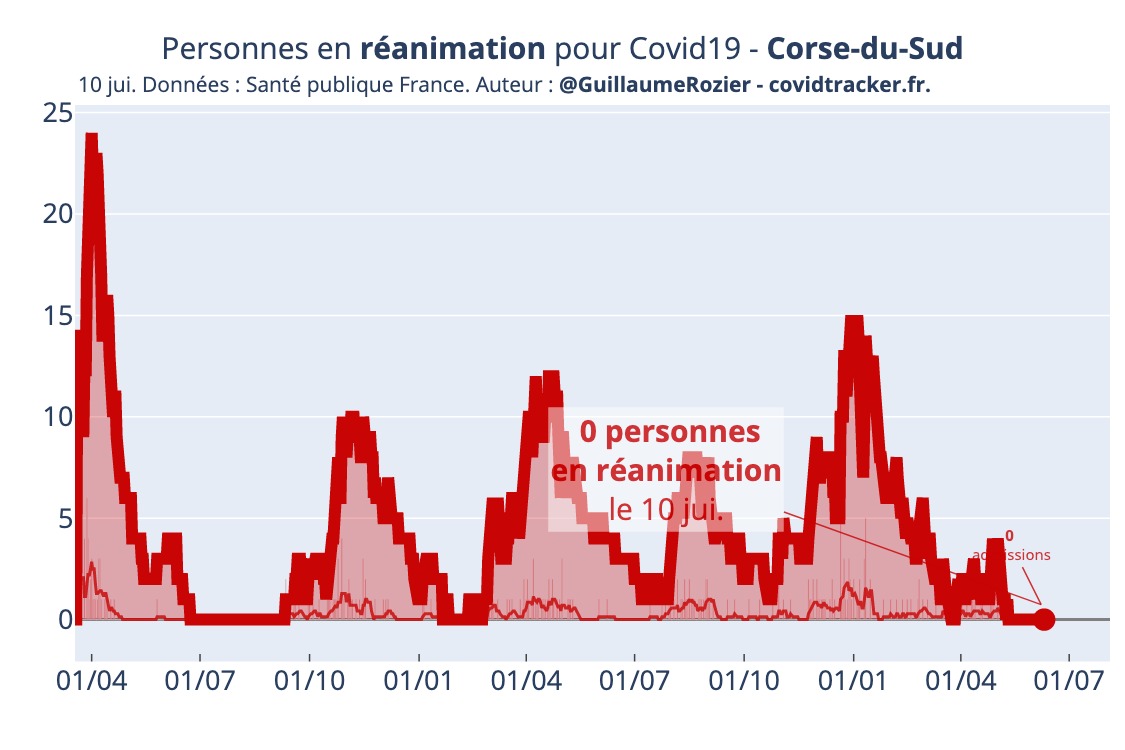 Personnes en réanimation pour Covid19 - Corse-du-Sud
10 jui. Données : Santé publique France. Auteur : @GuillaumeRozier - covidtracker.fr.
25
20
15
10
5
0
0 personnes
en réanimation
le 10 jui.
0
admissions
01/04 01/07 01/10 01/01 01/04 01/07 01/10 01/01 01/04 01/07